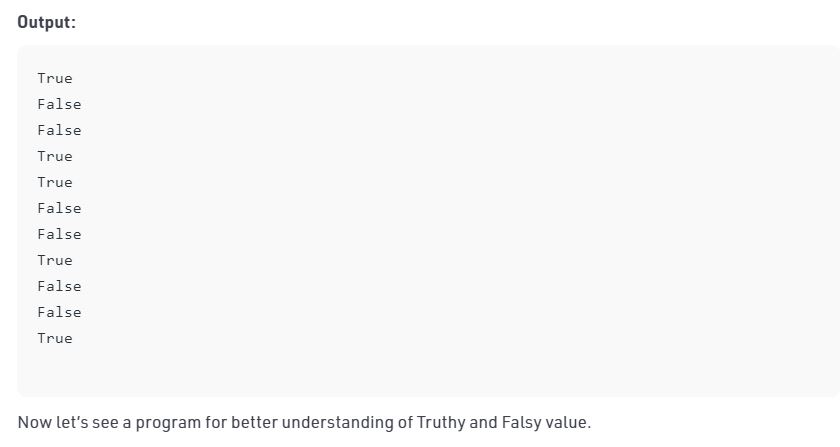 Output:
True
False
False
True
True
False
False
True
False
False
True
Now let's see a program for better understanding of Truthy and Falsy value.